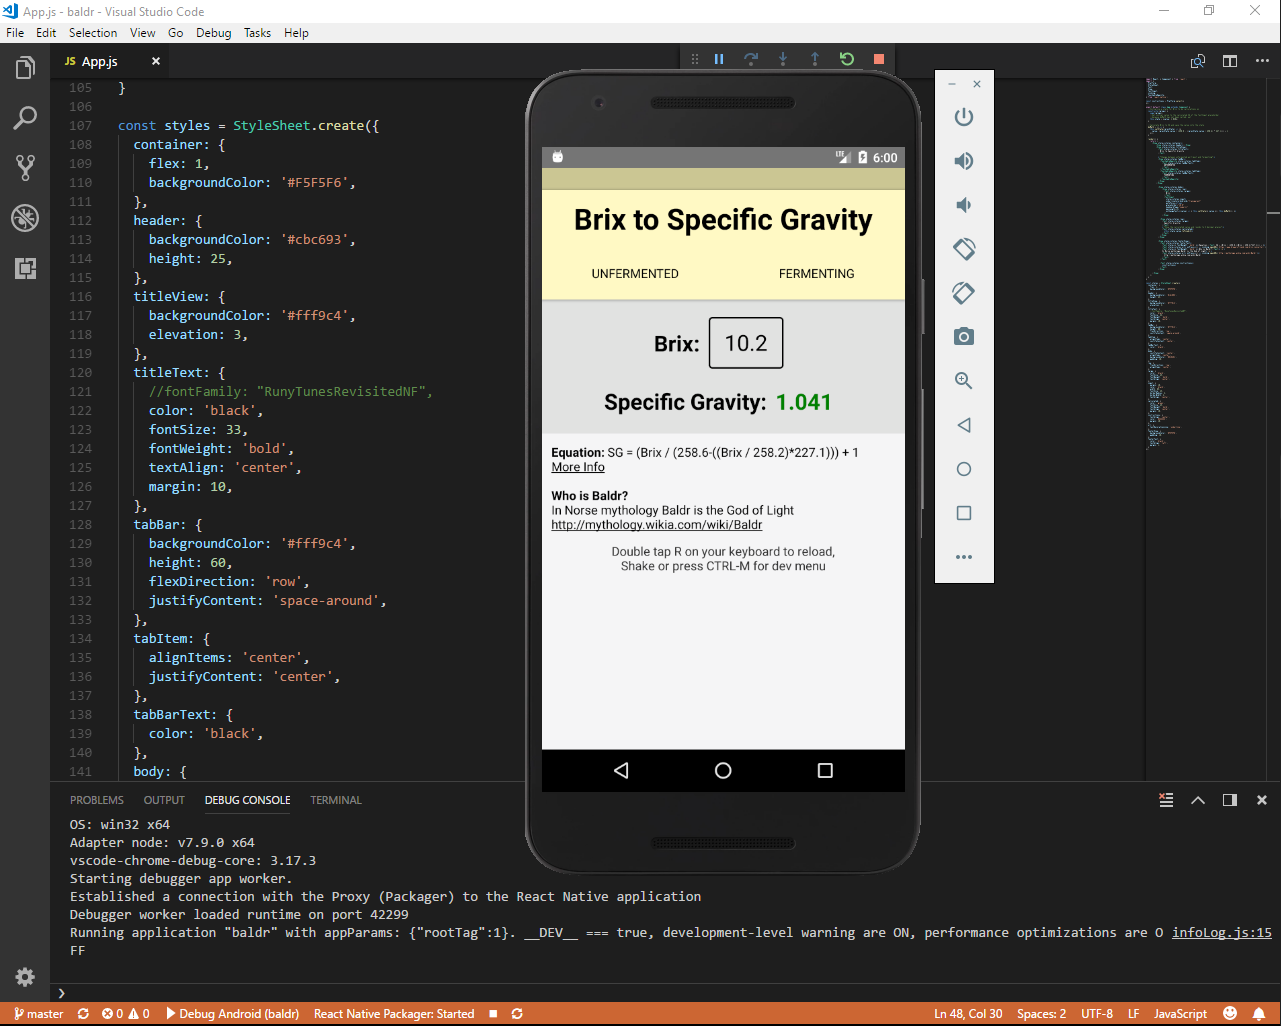 App.js - baldr - Visual Studio Code
File Edit Selection View Go Debug Tasks Help
JS App.js
105 }
106
107 const styles = StyleSheet.create({
108 container: {
109 flex: 1,
110 backgroundColor: '#F5F5F6',
111 },
112 header: {
113 backgroundColor: '#cbc693',
114 height: 25,
115 },
116 titleView: {
117 backgroundColor: '#fff9c4',
118 elevation: 3,
119 },
120 titleText: {
121 //fontFamily: "RunyTunesRevisitedNF",
122 color: 'black',
123 fontSize: 33,
124 fontWeight: 'bold',
125 textAlign: 'center',
126 margin: 10,
127 },
128 tabBar: {
129 backgroundColor: '#fff9c4',
130 height: 60,
131 flexDirection: 'row',
132 justifyContent: 'space-around',
133 },
134 tabItem: {
135 alignItems: 'center',
136 justifyContent: 'center',
137 },
138 tabBarText: {
139 color: 'black',
140 },
141 body: {
LTE 6:00
Brix to Specific Gravity
UNFERMENTED FERMENTING
Brix: 10.2
Specific Gravity: 1.041
Equation: SG = (Brix / (258.6-((Brix / 258.2)*227.1))) + 1
More Info
Who is Baldr?
In Norse mythology Baldr is the God of Light
http://mythology.wikia.com/wiki/Baldr
Double tap R on your keyboard to reload,
Shake or press CTRL-M for dev menu
PROBLEMS OUTPUT DEBUG CONSOLE TERMINAL
OS: win32 x64
Adapter node: v7.9.0 x64
vscode-chrome-debug-core: 3.17.3
Starting debugger app worker.
Established a connection with the Proxy (Packager) to the React Native application
Debugger worker loaded runtime on port 42299
Running application "baldr" with appParams: {"rootTag":1}. __DEV__ === true, development-level warning are ON, performance optimizations are O infoLog.js:15
FF
master 0 0 Debug Android (baldr) React Native Packager: Started Ln 48, Col 30 Spaces: 2 UTF-8 LF JavaScript